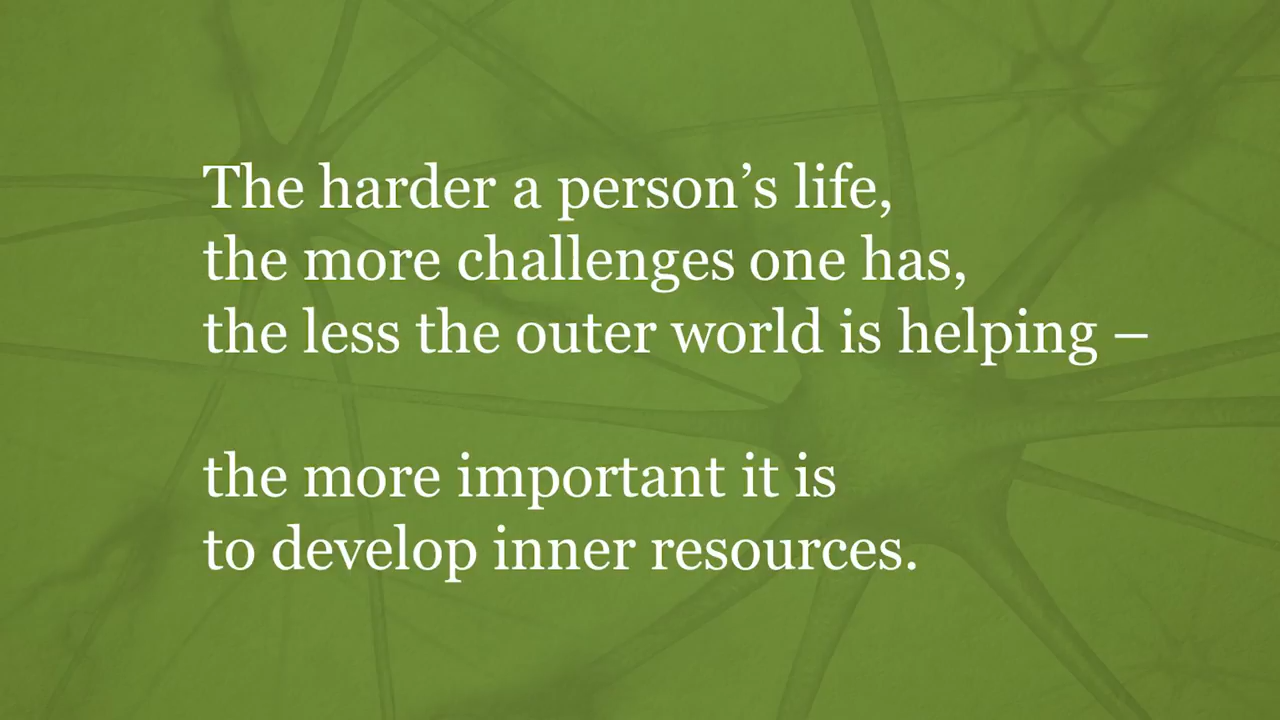 The harder a person’s life,
the more challenges one has,
the less the outer world is helping –
the more important it is
to develop inner resources.